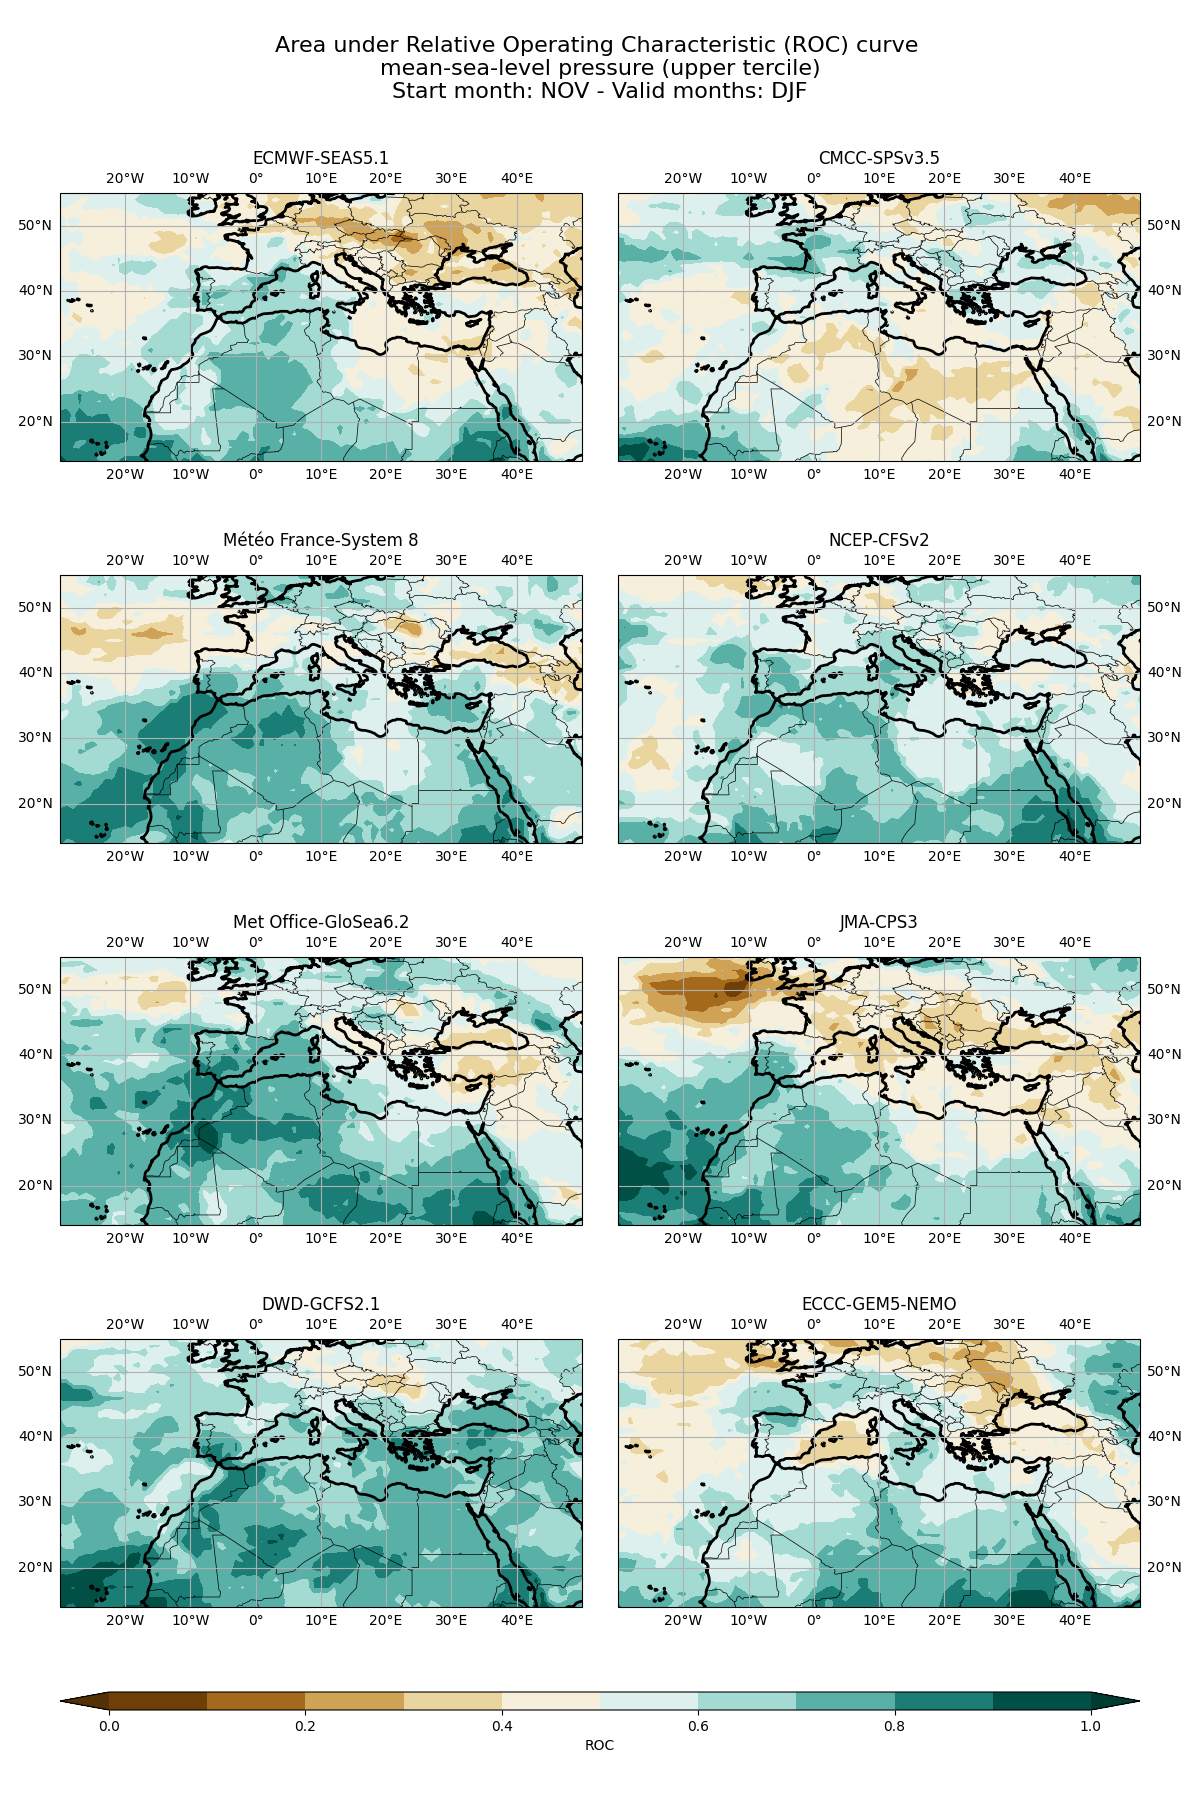 Area under Relative Operating Characteristic (ROC) curve
mean-sea-level pressure (upper tercile)
Start month: NOV - Valid months: DJF
ECMWF-SEAS5.1
20°W 10°W 0° 10°E 20°E 30°E 40°E
50°N
40°N
30°N
20°N
20°W 10°W 0° 10°E 20°E 30°E 40°E
CMCC-SPSv3.5
20°W 10°W 0° 10°E 20°E 30°E 40°E
50°N
40°N
30°N
20°N
20°W 10°W 0° 10°E 20°E 30°E 40°E
Météo France-System 8
20°W 10°W 0° 10°E 20°E 30°E 40°E
50°N
40°N
30°N
20°N
20°W 10°W 0° 10°E 20°E 30°E 40°E
NCEP-CFSv2
20°W 10°W 0° 10°E 20°E 30°E 40°E
50°N
40°N
30°N
20°N
20°W 10°W 0° 10°E 20°E 30°E 40°E
Met Office-GloSea6.2
20°W 10°W 0° 10°E 20°E 30°E 40°E
50°N
40°N
30°N
20°N
20°W 10°W 0° 10°E 20°E 30°E 40°E
JMA-CPS3
20°W 10°W 0° 10°E 20°E 30°E 40°E
50°N
40°N
30°N
20°N
20°W 10°W 0° 10°E 20°E 30°E 40°E
DWD-GCFS2.1
20°W 10°W 0° 10°E 20°E 30°E 40°E
50°N
40°N
30°N
20°N
20°W 10°W 0° 10°E 20°E 30°E 40°E
ECCC-GEM5-NEMO
20°W 10°W 0° 10°E 20°E 30°E 40°E
50°N
40°N
30°N
20°N
20°W 10°W 0° 10°E 20°E 30°E 40°E
0.0 0.2 0.4 0.6 0.8 1.0
ROC